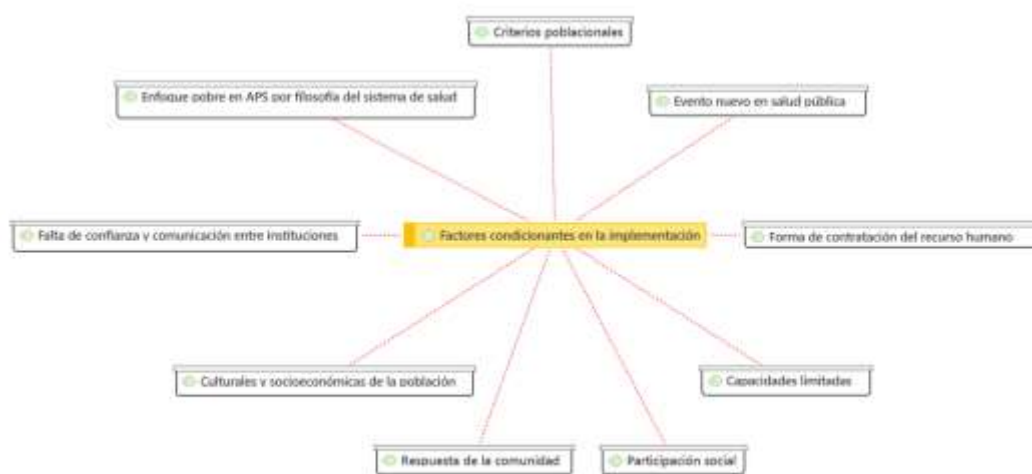 Criterios poblacionales
Enfoque pobre en APS por filosofía del sistema de salud
Evento nuevo en salud pública
Falta de confianza y comunicación entre instituciones
Factores condicionantes en la implementación
Forma de contratación del recurso humano
Culturales y socioeconómicas de la población
Capacidades limitadas
Respuesta de la comunidad
Participación social